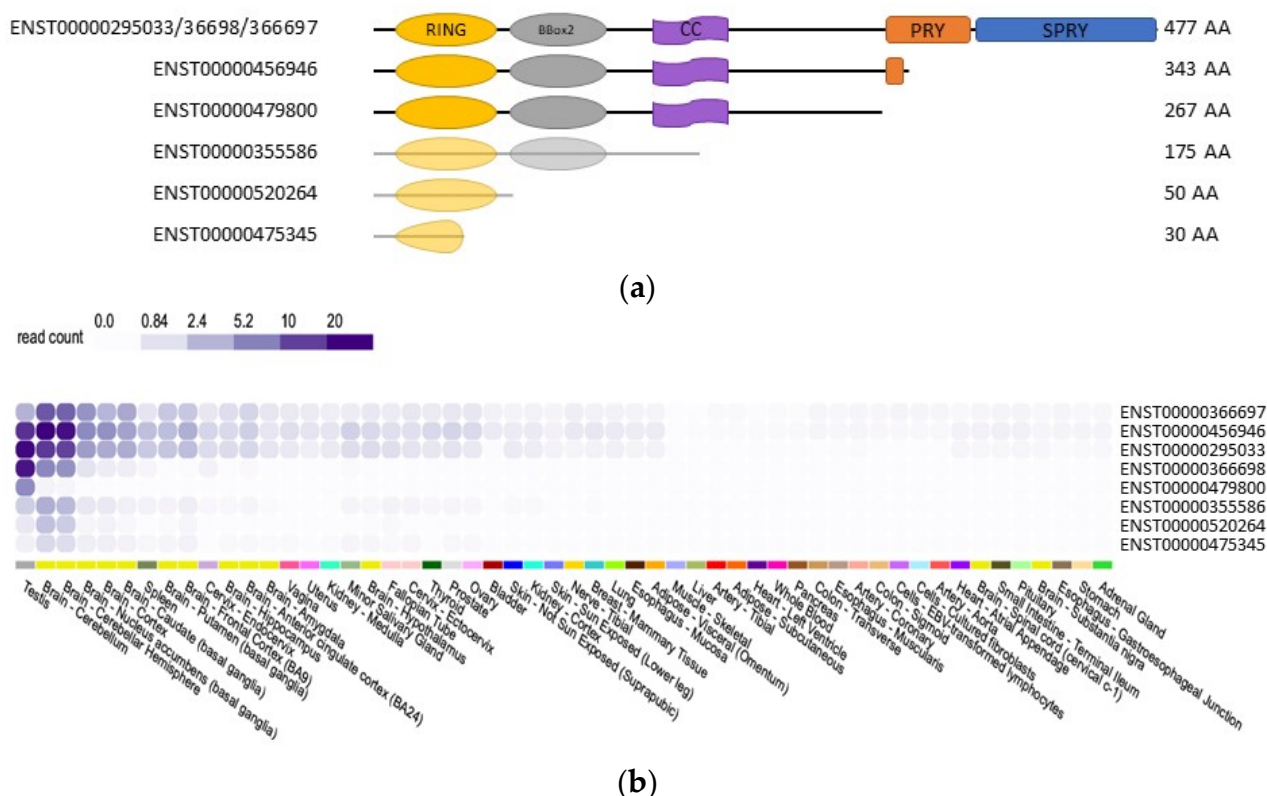 ENST00000295033/36698/366697 RING BBox2 CC PRY SPRY 477 AA
ENST00000456946 343 AA
ENST00000479800 267 AA
ENST00000355586 175 AA
ENST00000520264 50 AA
ENST00000475345 30 AA
(a)
0.0 0.84 2.4 5.2 10 20
read count
ENST00000366697
ENST00000456946
ENST00000295033
ENST00000366698
ENST00000479800
ENST00000355586
ENST00000520264
ENST00000475345
Testis
Brain - Cerebellum
Brain - Cerebellar Hemisphere
Brain - Nucleus accumbens (basal ganglia)
Brain - Cortex
Brain - Caudate (basal ganglia)
Spleen
Brain - Putamen (basal ganglia)
Brain - Frontal Cortex (BA9)
Cervix - Endocervix
Brain - Hippocampus
Brain - Anterior cingulate cortex (BA24)
Brain - Amygdala
Vagina
Uterus
Kidney - Medulla
Minor Salivary Gland
Brain - Hypothalamus
Fallopian Tube
Cervix - Ectocervix
Thyroid
Prostate
Ovary
Bladder
Skin - Not Sun Exposed (Suprapubic)
Kidney - Cortex
Skin - Sun Exposed (Lower leg)
Nerve - Tibial
Breast - Mammary Tissue
Lung
Esophagus - Mucosa
Adipose - Visceral (Omentum)
Muscle - Skeletal
Liver
Artery - Tibial
Adipose - Subcutaneous
Heart - Left Ventricle
Whole Blood
Pancreas
Colon - Transverse
Esophagus - Muscularis
Artery - Coronary
Colon - Sigmoid
Cells - EBV-transformed lymphocytes
Cells - Cultured fibroblasts
Artery - Aorta
Heart - Atrial Appendage
Brain - Spinal cord (cervical c-1)
Small Intestine - Terminal Ileum
Pituitary
Brain - Substantia nigra
Esophagus - Gastroesophageal Junction
Stomach
Adrenal Gland
(b)